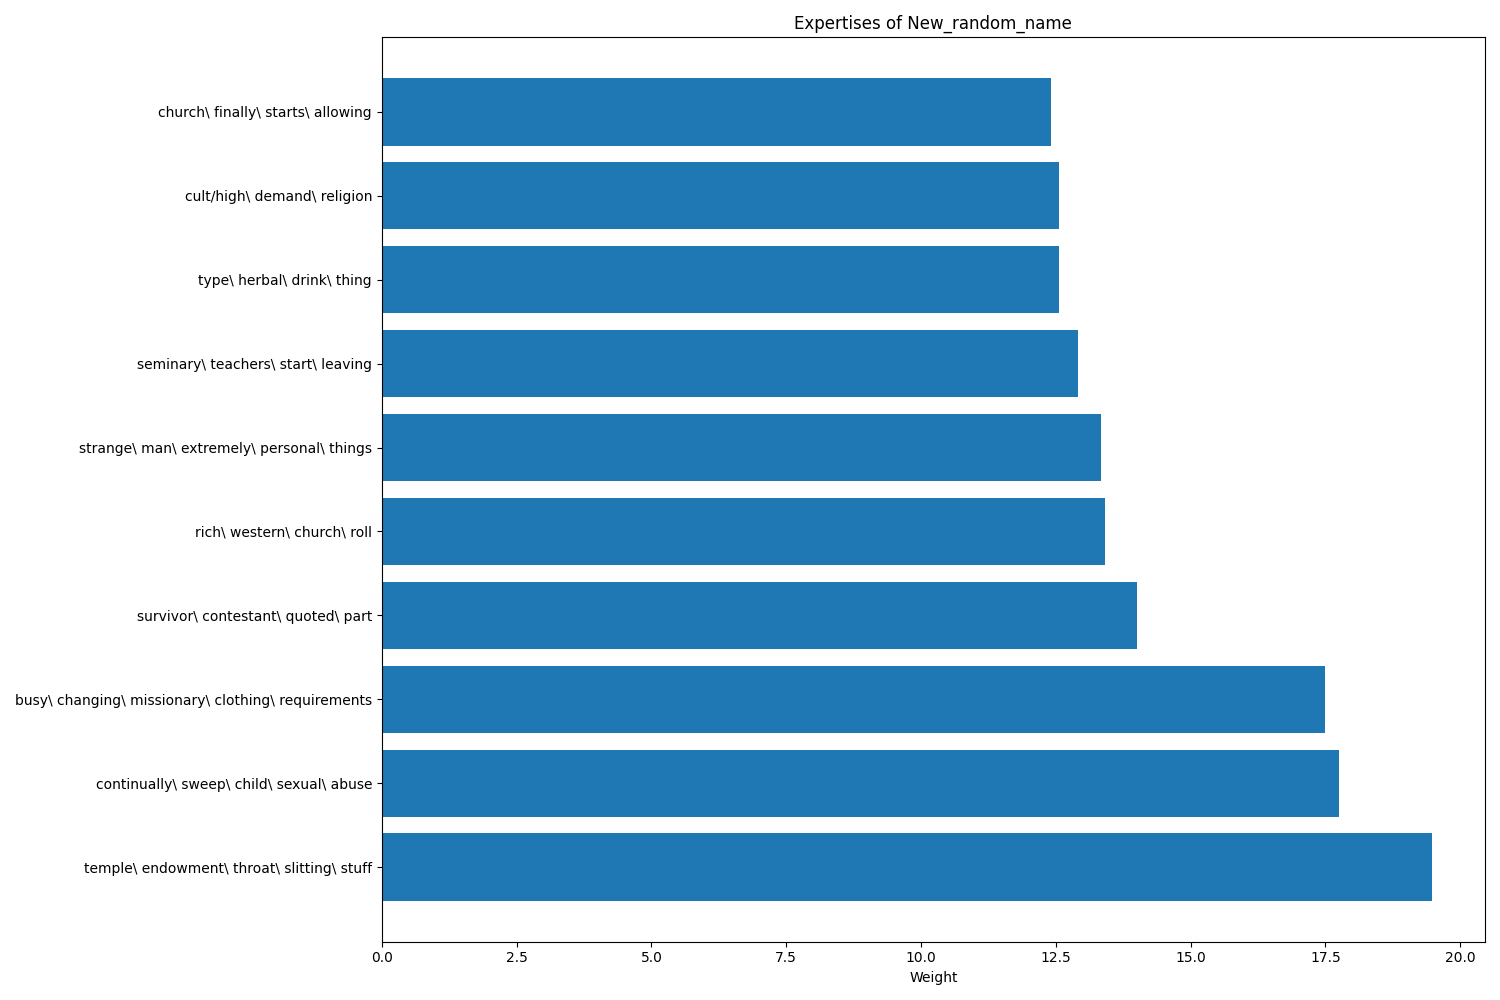 Expertises of New_random_name
church\ finally\ starts\ allowing
cult/high\ demand\ religion
type\ herbal\ drink\ thing
seminary\ teachers\ start\ leaving
strange\ man\ extremely\ personal\ things
rich\ western\ church\ roll
survivor\ contestant\ quoted\ part
busy\ changing\ missionary\ clothing\ requirements
continually\ sweep\ child\ sexual\ abuse
temple\ endowment\ throat\ slitting\ stuff
0.0 2.5 5.0 7.5 10.0 12.5 15.0 17.5 20.0
Weight